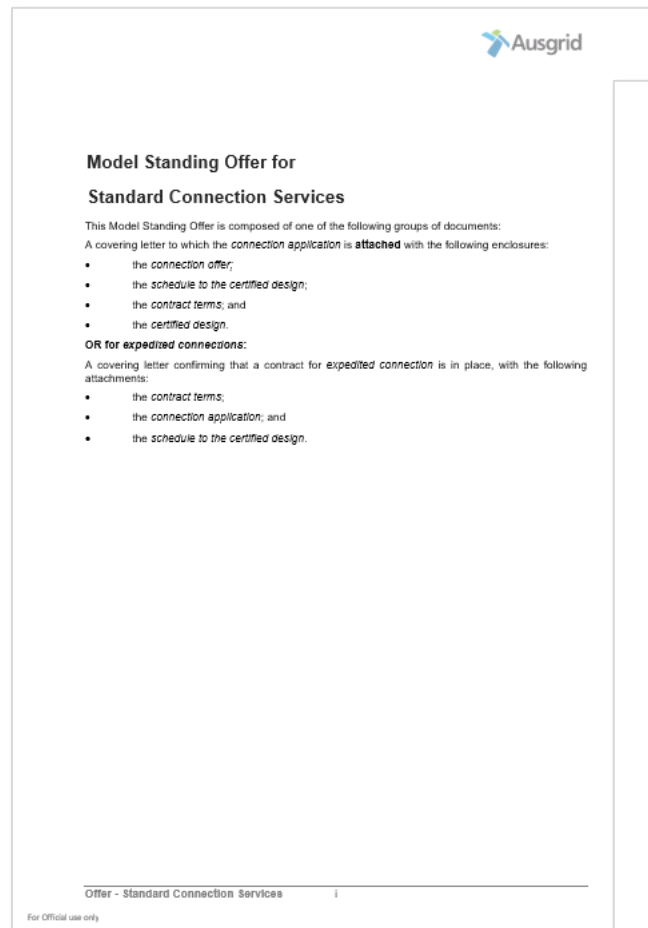 Ausgrid
Model Standing Offer for
Standard Connection Services
This Model Standing Offer is composed of one of the following groups of documents:
A covering letter to which the connection application is attached with the following enclosures:
• the connection offer;
• the schedule to the certified design;
• the contract terms; and
• the certified design.
OR for expedited connections:
A covering letter confirming that a contract for expedited connection is in place, with the following
attachments:
• the contract terms;
• the connection application; and
• the schedule to the certified design.
Offer - Standard Connection Services i
For Official use only